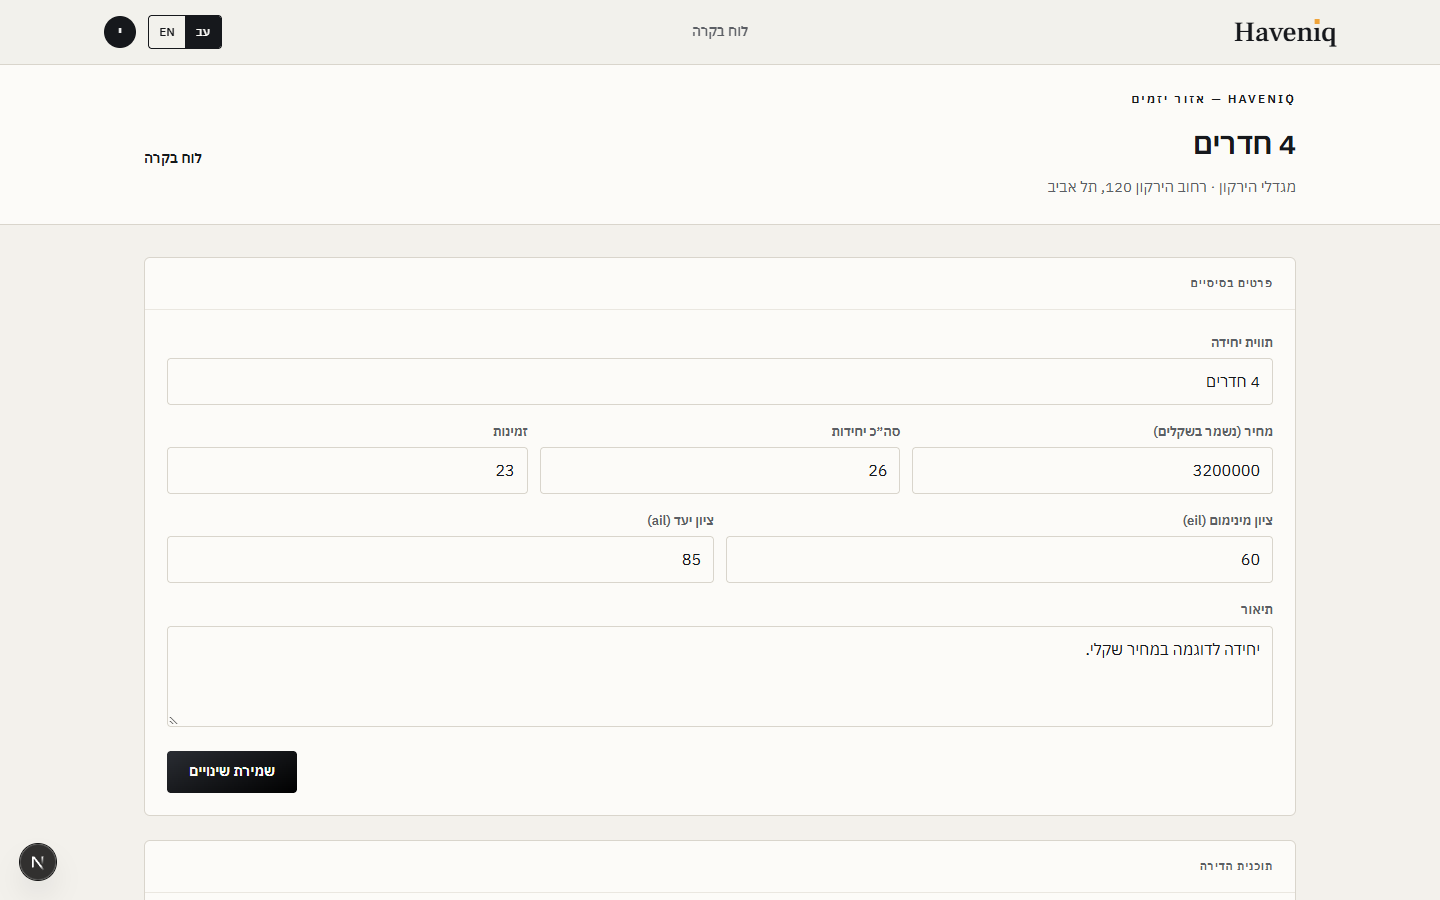 Haveniq
לוח בקרה
עב
EN
י
HAVENIQ — אזור יזמים
4 חדרים
מגדלי הירקון · רחוב הירקון 120, תל אביב
לוח בקרה
פרטים בסיסיים
תווית יחידה
4 חדרים
מחיר (נשמר בשקלים)
סה״כ יחידות
זמינות
3200000
26
23
ציון מינימום (eil)
ציון יעד (ail)
60
85
תיאור
יחידה לדוגמה במחיר שקלי.
שמירת שינויים
תוכנית הדירה
N